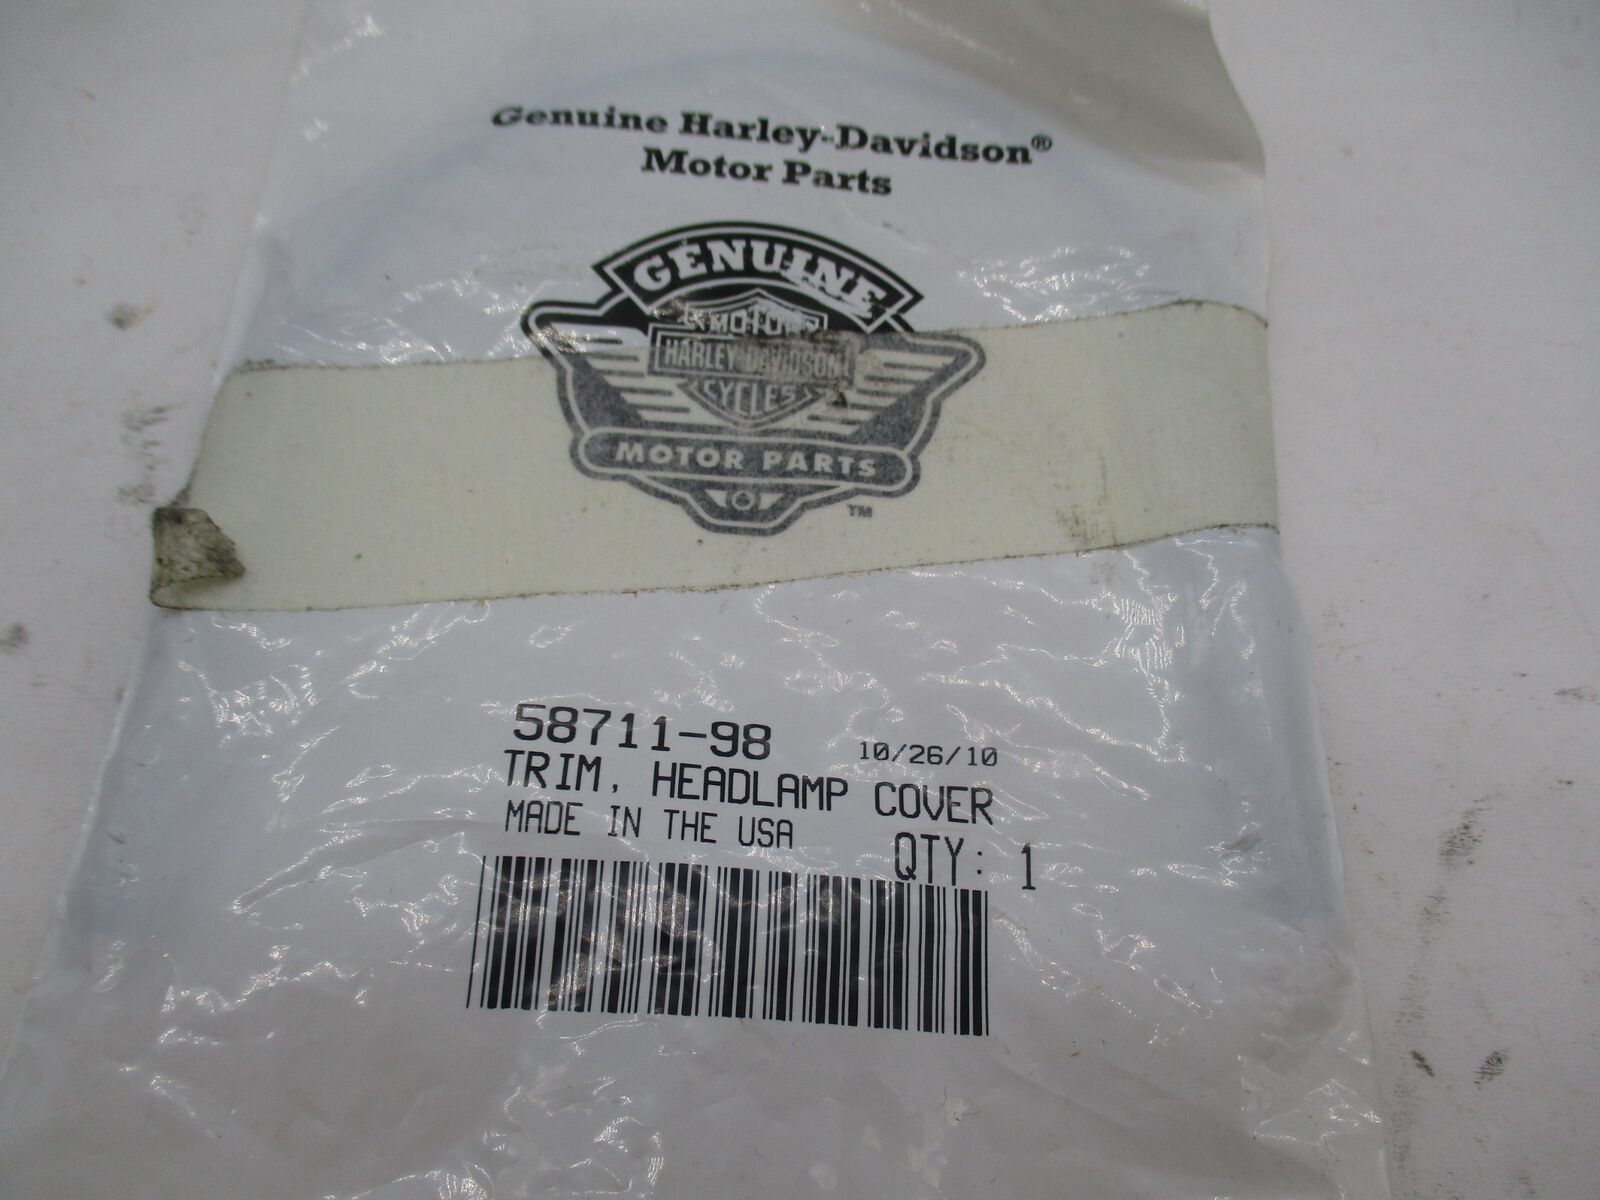 Genuine Harley-Davidson®
Motor Parts
GENUINE
MOTOR
HARLEY-DAVIDSON
CYCLES
MOTOR PARTS
™
58711-98 10/26/10
TRIM, HEADLAMP COVER
MADE IN THE USA
QTY: 1